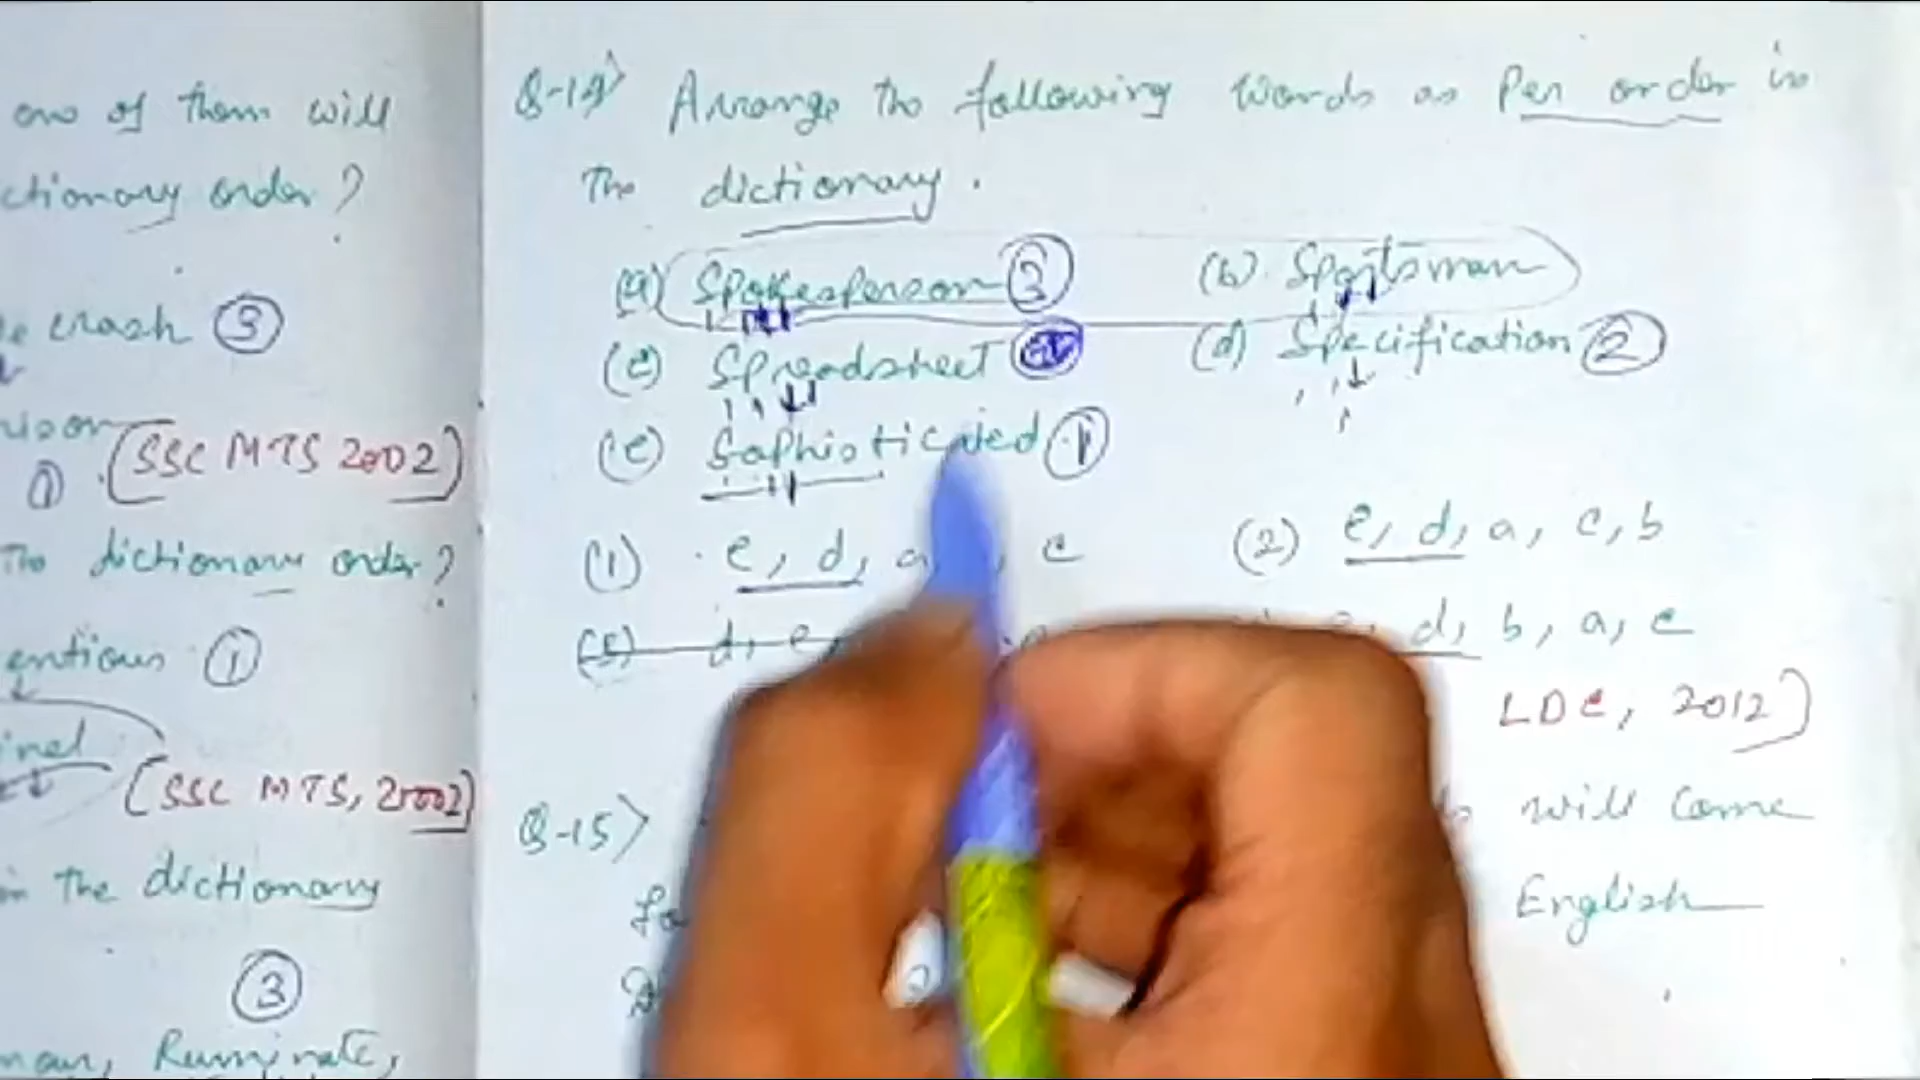 one of them will
ctionary order?
e crash (3)
(1) (SSC MTS 2002)
The dictionary order?
entious (1)
inal
(SSC MTS, 2002)
in the dictionary
(3)
Ruminate,
Q-14> Arrange the following words as Per order in
The dictionary.
(a) Spokesperson (3) (b) Sportsman
(c) Spreadsheet (d) Specification (2)
(e) Sophisticated (1)
(1) e, d, a, c (2) e, d, a, c, b
d, e, d, b, a, c
LDC, 2012)
Q-15> will come
English